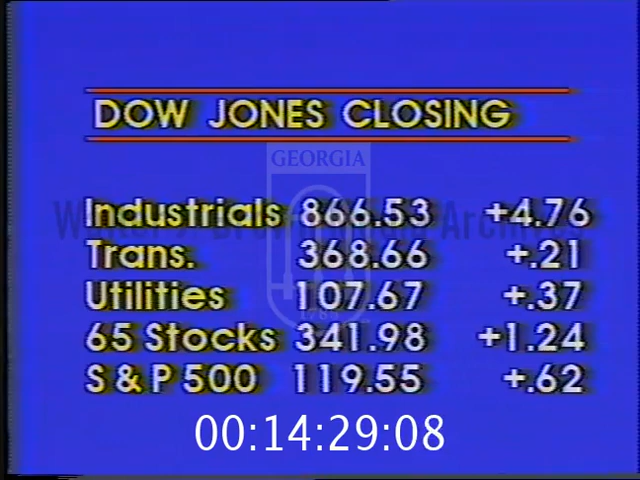 DOW JONES CLOSING
GEORGIA
Industrials 866.53 +4.76
Trans. 368.66 +.21
Utilities 107.67 +.37
65 Stocks 341.98 +1.24
S & P 500 119.55 +.62
00:14:29:08